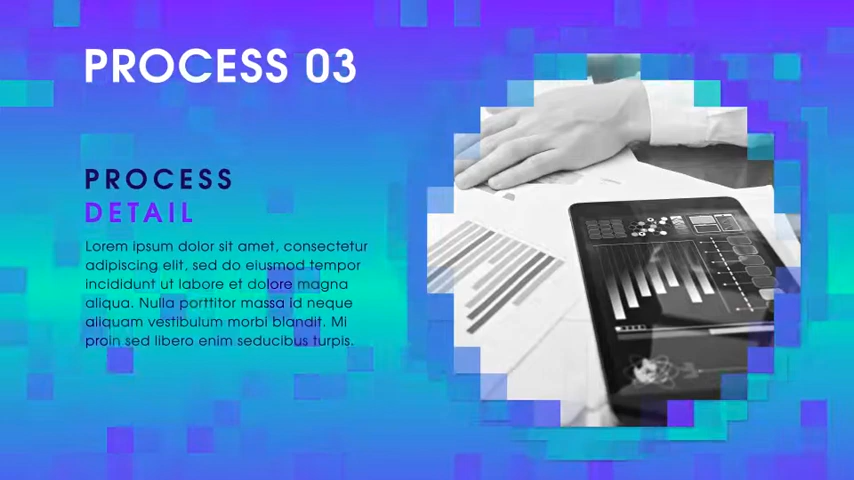 PROCESS 03
PROCESS
DETAIL
Lorem ipsum dolor sit amet, consectetur
adipiscing elit, sed do eiusmod tempor
incididunt ut labore et dolore magna
aliqua. Nulla porttitor massa id neque
aliquam vestibulum morbi blandit. Mi
proin sed libero enim seducibus turpis.